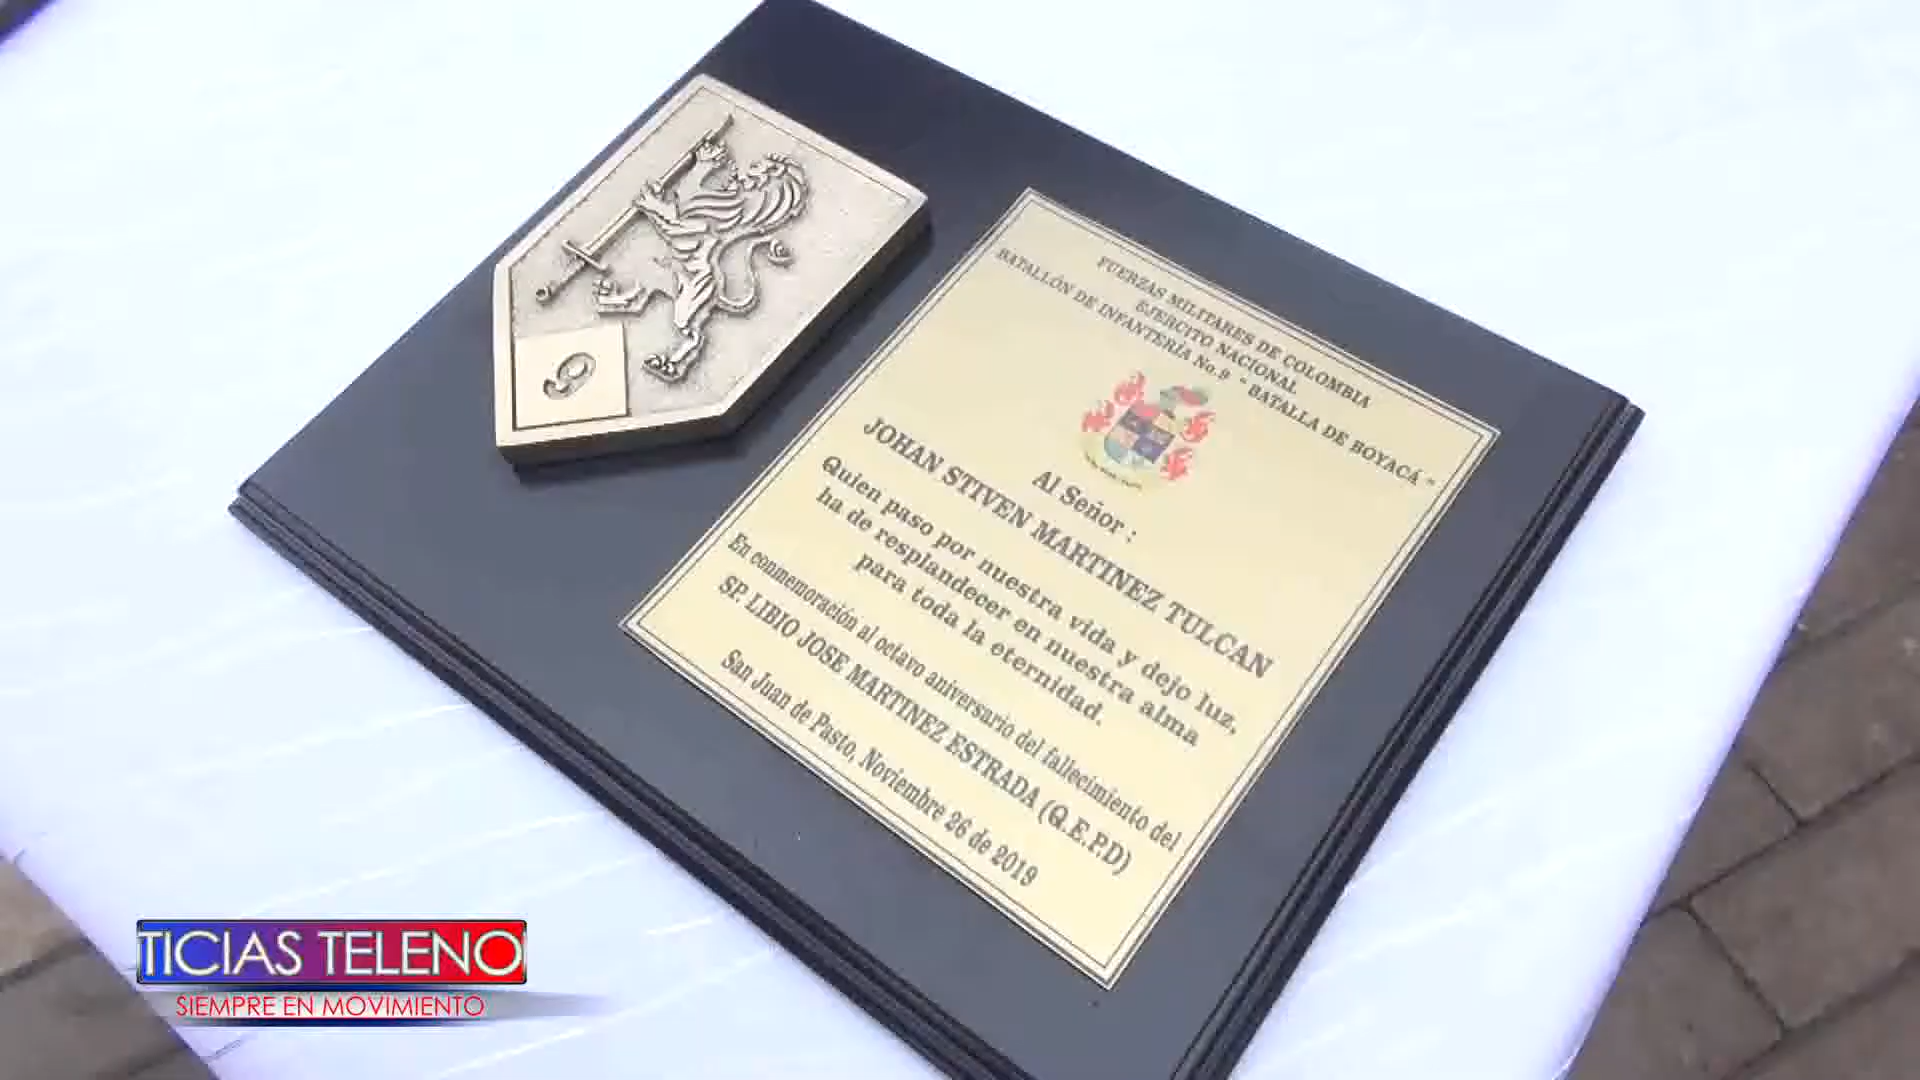 9
FUERZAS MILITARES DE COLOMBIA
EJERCITO NACIONAL
BATALLÓN DE INFANTERÍA No.9 "BATALLA DE BOYACÁ"
Al Señor :
JOHAN STIVEN MARTINEZ TULCAN
Quien paso por nuestra vida y dejo luz,
ha de resplandecer en nuestra alma
para toda la eternidad.
En conmemoración al octavo aniversario del fallecimiento del
SP. LIBIO JOSE MARTINEZ ESTRADA (Q.E.P.D)
San Juan de Pasto, Noviembre 26 de 2019
TICIAS TELENO
SIEMPRE EN MOVIMIENTO